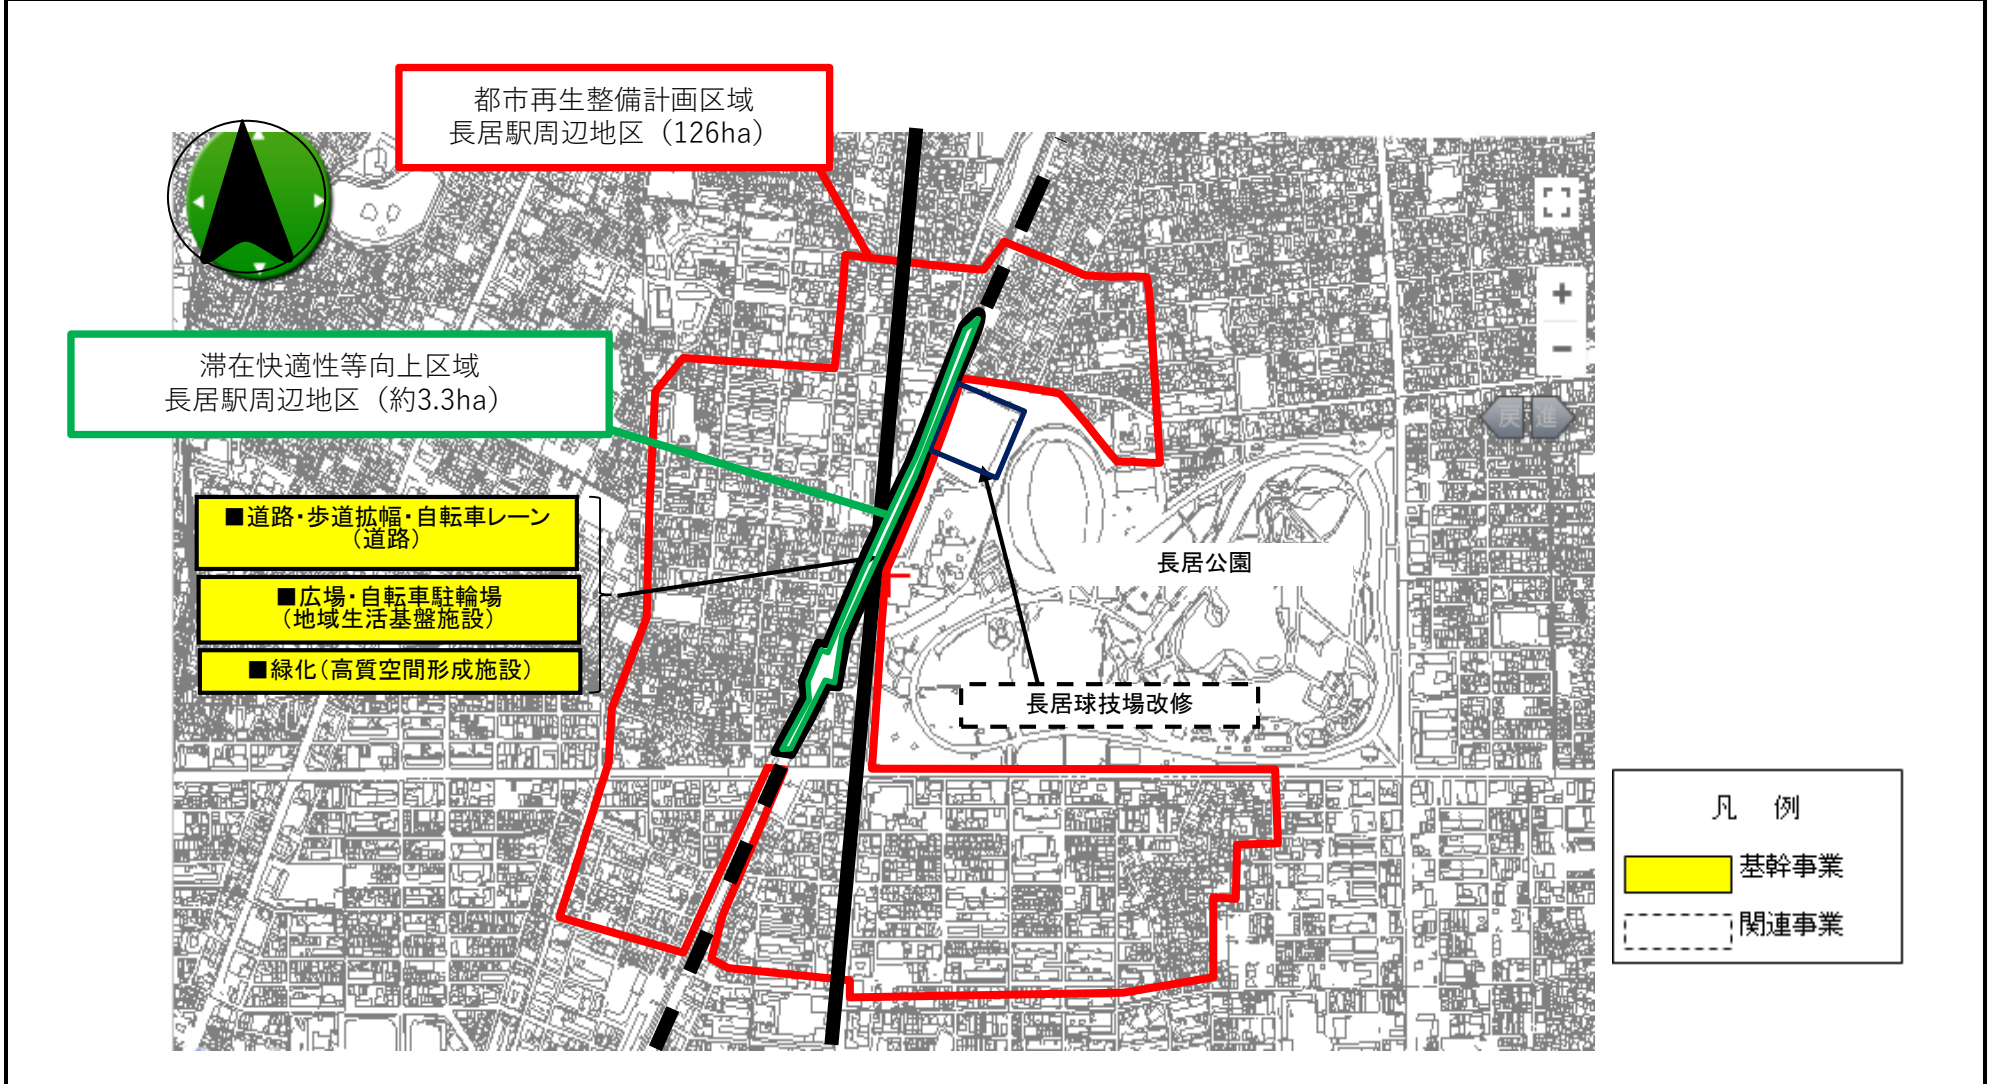 都市再生整備計画区域
長居駅周辺地区（126ha）
滞在快適性等向上区域
長居駅周辺地区（約3.3ha）
■道路・歩道拡幅・自転車レーン
（道路）
■広場・自転車駐輪場
（地域生活基盤施設）
■緑化（高質空間形成施設）
長居公園
長居球技場改修
+
−
戻
進
凡　例
基幹事業
関連事業